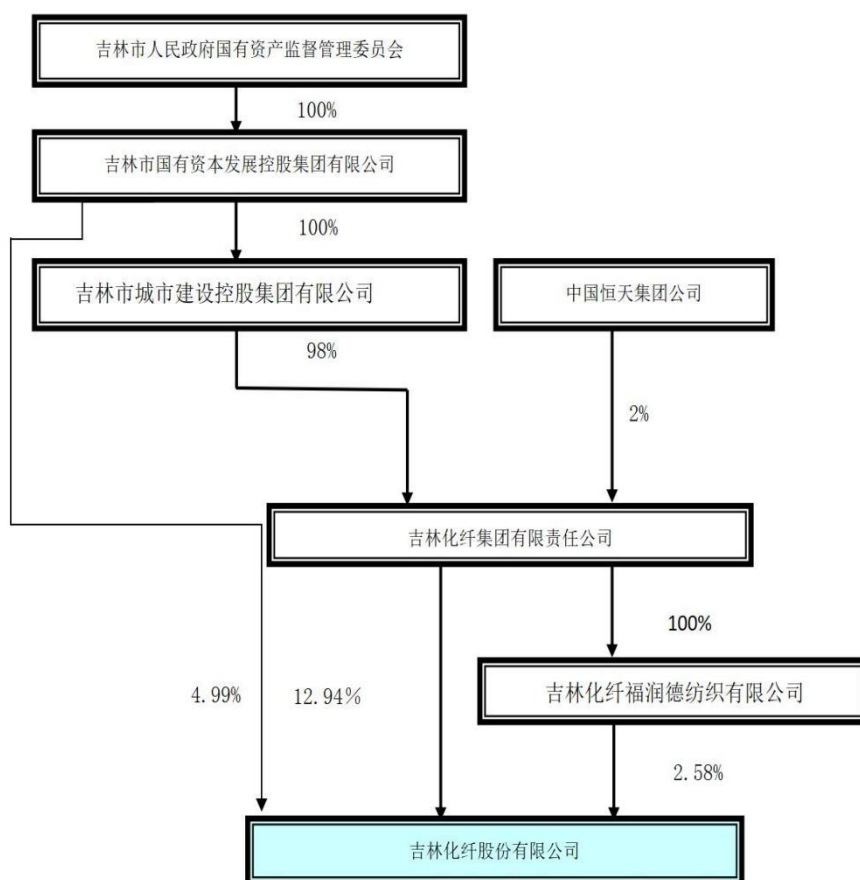 吉林市人民政府国有资产监督管理委员会
100%
吉林市国有资本发展控股集团有限公司
100%
吉林市城市建设控股集团有限公司
中国恒天集团公司
98%
2%
吉林化纤集团有限责任公司
100%
4.99%
12.94%
吉林化纤福润德纺织有限公司
2.58%
吉林化纤股份有限公司